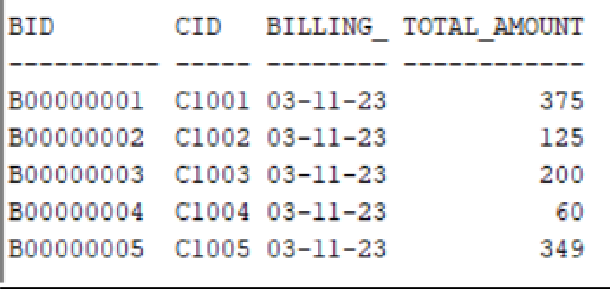 BID        CID   BILLING_ TOTAL_AMOUNT
---------- ----- -------- ------------
B00000001  C1001 03-11-23          375
B00000002  C1002 03-11-23          125
B00000003  C1003 03-11-23          200
B00000004  C1004 03-11-23           60
B00000005  C1005 03-11-23          349